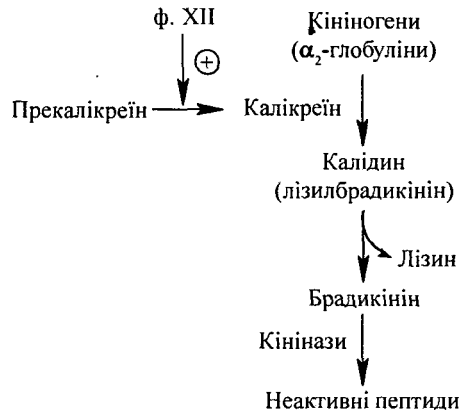 ф. XII
Кініногени
(α₂-глобуліни)
+
Прекалікреїн
Калікреїн
Калідин
(лізилбрадикінін)
Лізин
Брадикінін
Кінінази
Неактивні пептиди